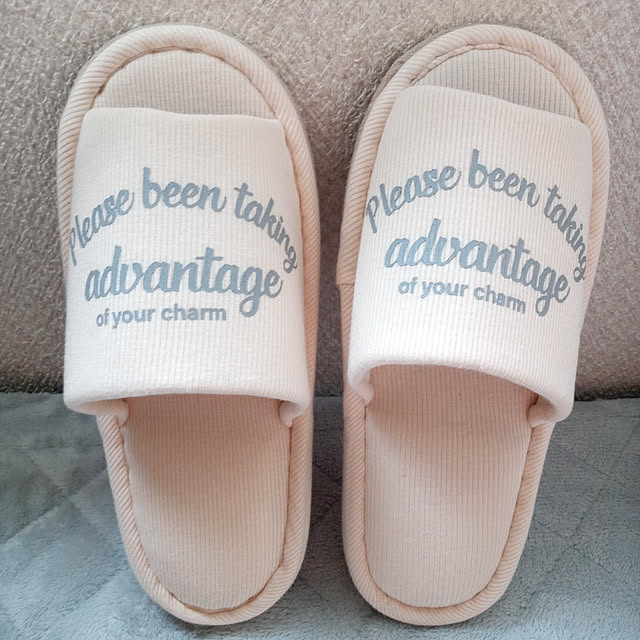 Please been taking
advantage
of your charm
Please been taking
advantage
of your charm